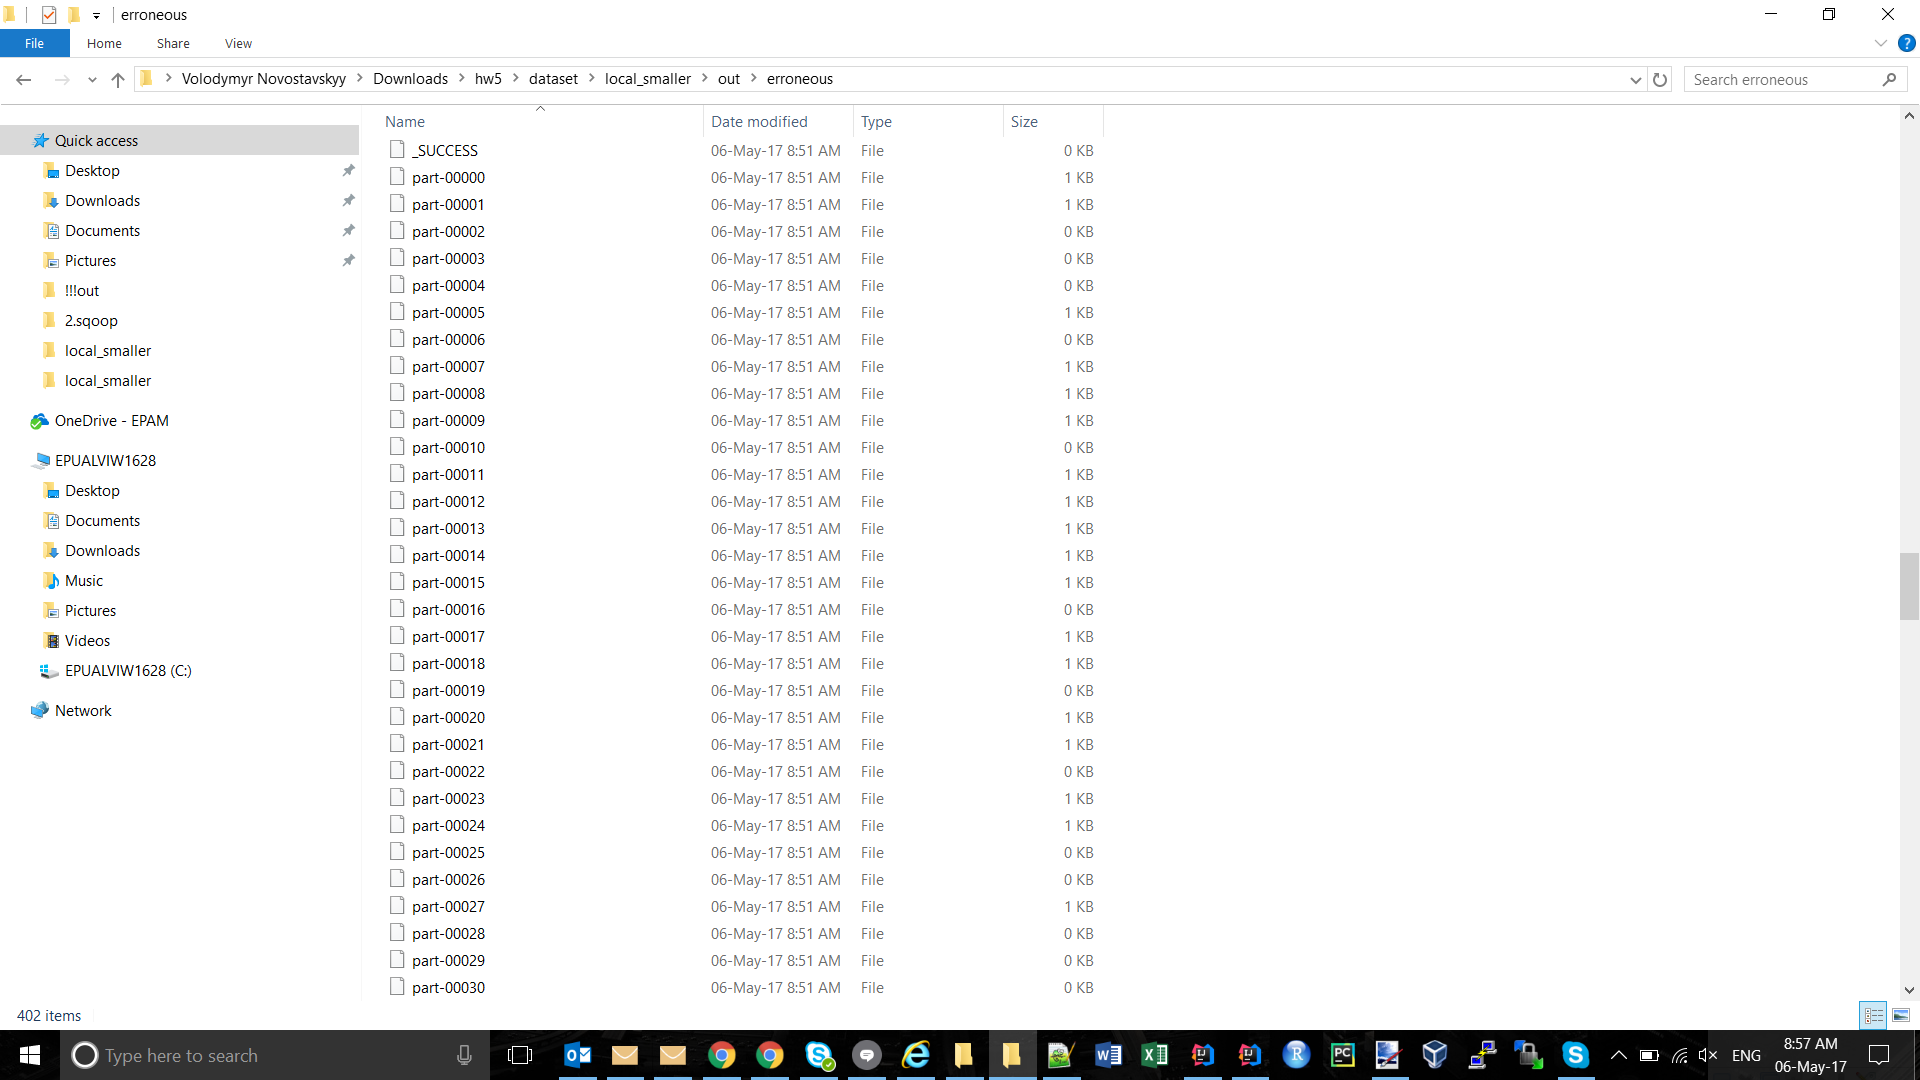 erroneous
File Home Share View
Volodymyr Novostavskyy Downloads hw5 dataset local_smaller out erroneous
Search erroneous
Quick access
Desktop
Downloads
Documents
Pictures
!!!out
2.sqoop
local_smaller
local_smaller
OneDrive - EPAM
EPUALVIW1628
Desktop
Documents
Downloads
Music
Pictures
Videos
EPUALVIW1628 (C:)
Network
Name Date modified Type Size
_SUCCESS 06-May-17 8:51 AM File 0 KB
part-00000 06-May-17 8:51 AM File 1 KB
part-00001 06-May-17 8:51 AM File 1 KB
part-00002 06-May-17 8:51 AM File 0 KB
part-00003 06-May-17 8:51 AM File 0 KB
part-00004 06-May-17 8:51 AM File 0 KB
part-00005 06-May-17 8:51 AM File 1 KB
part-00006 06-May-17 8:51 AM File 0 KB
part-00007 06-May-17 8:51 AM File 1 KB
part-00008 06-May-17 8:51 AM File 1 KB
part-00009 06-May-17 8:51 AM File 1 KB
part-00010 06-May-17 8:51 AM File 0 KB
part-00011 06-May-17 8:51 AM File 1 KB
part-00012 06-May-17 8:51 AM File 1 KB
part-00013 06-May-17 8:51 AM File 1 KB
part-00014 06-May-17 8:51 AM File 1 KB
part-00015 06-May-17 8:51 AM File 1 KB
part-00016 06-May-17 8:51 AM File 0 KB
part-00017 06-May-17 8:51 AM File 1 KB
part-00018 06-May-17 8:51 AM File 1 KB
part-00019 06-May-17 8:51 AM File 0 KB
part-00020 06-May-17 8:51 AM File 1 KB
part-00021 06-May-17 8:51 AM File 1 KB
part-00022 06-May-17 8:51 AM File 0 KB
part-00023 06-May-17 8:51 AM File 1 KB
part-00024 06-May-17 8:51 AM File 1 KB
part-00025 06-May-17 8:51 AM File 0 KB
part-00026 06-May-17 8:51 AM File 0 KB
part-00027 06-May-17 8:51 AM File 1 KB
part-00028 06-May-17 8:51 AM File 0 KB
part-00029 06-May-17 8:51 AM File 0 KB
part-00030 06-May-17 8:51 AM File 0 KB
402 items
Type here to search
ENG
8:57 AM
06-May-17